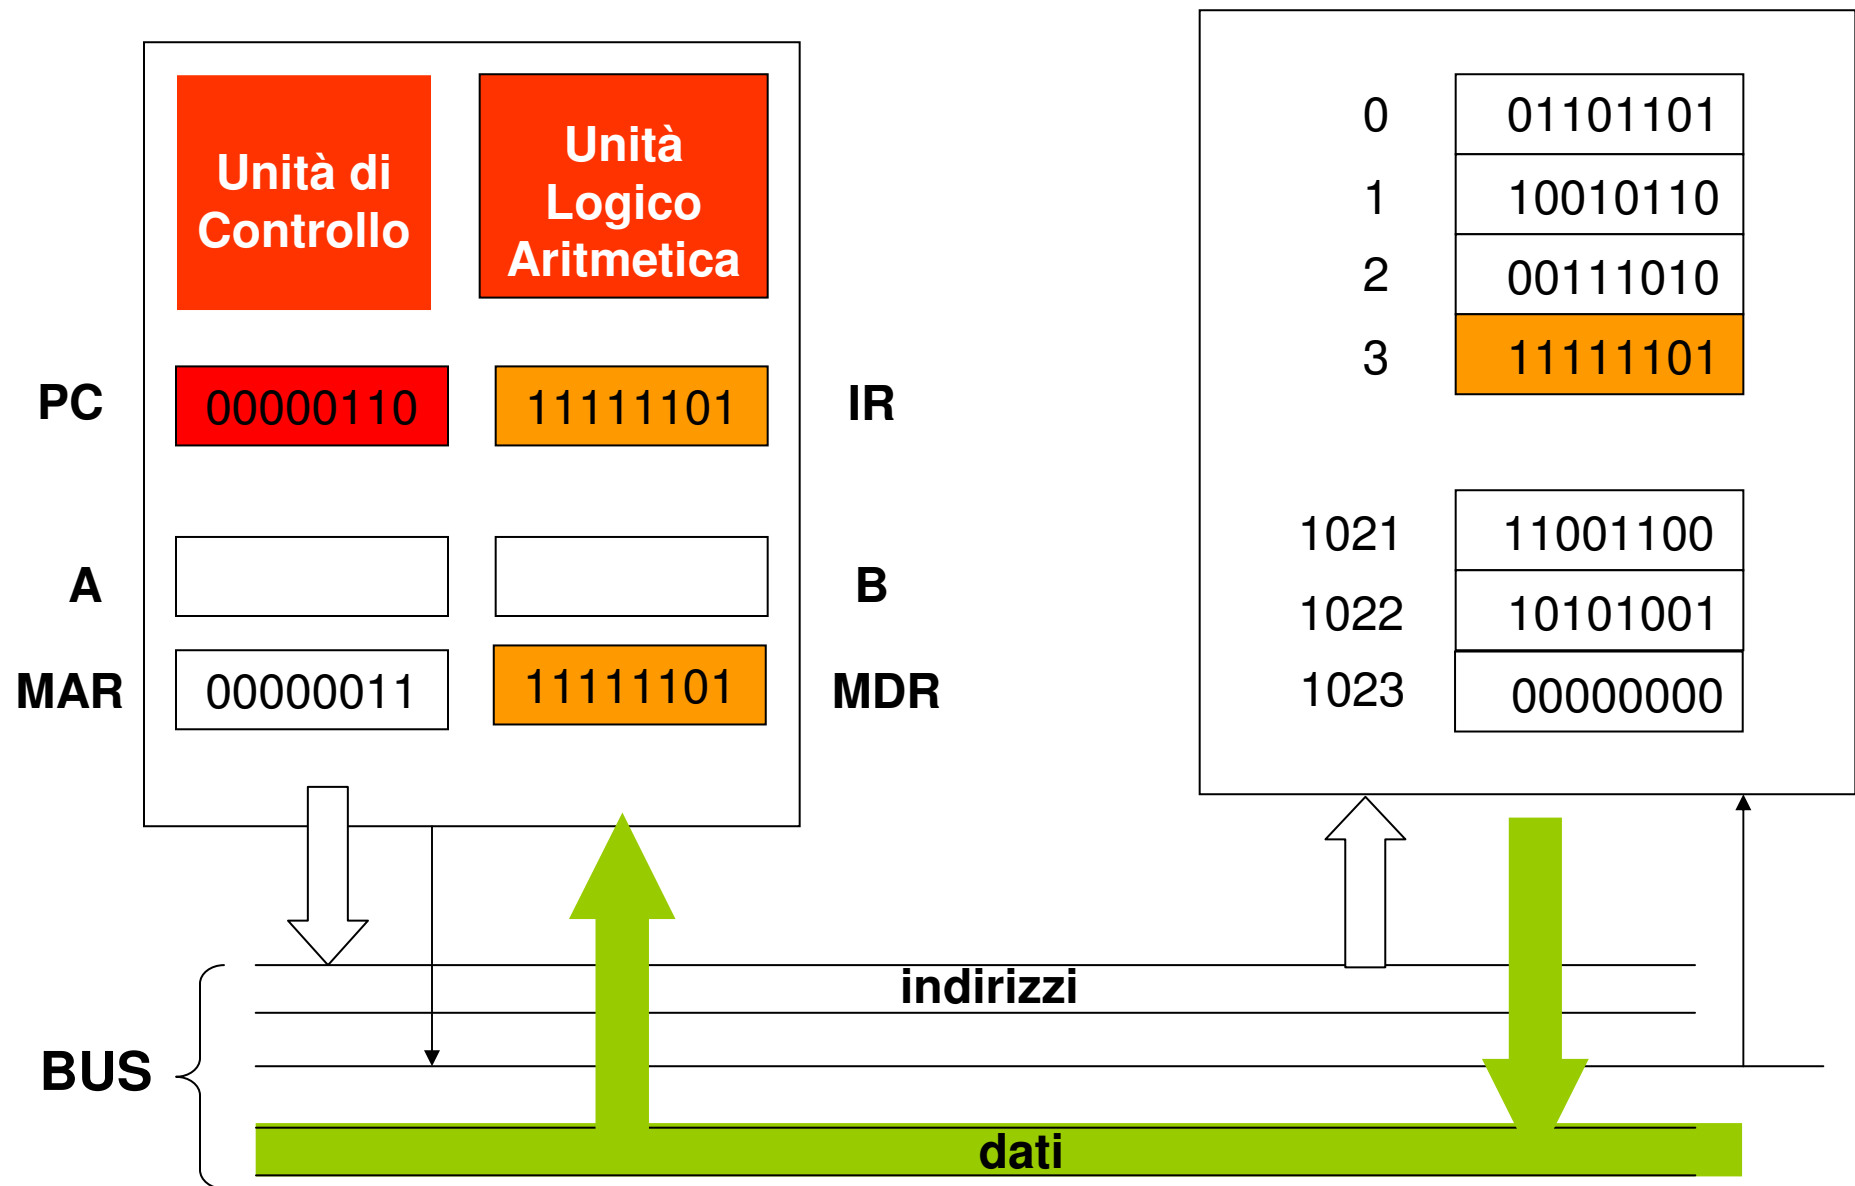 Unità di
Controllo
Unità
Logico
Aritmetica
PC
00000110
11111101
IR
A
B
MAR
00000011
11111101
MDR
0
01101101
1
10010110
2
00111010
3
11111101
1021
11001100
1022
10101001
1023
00000000
indirizzi
BUS
dati